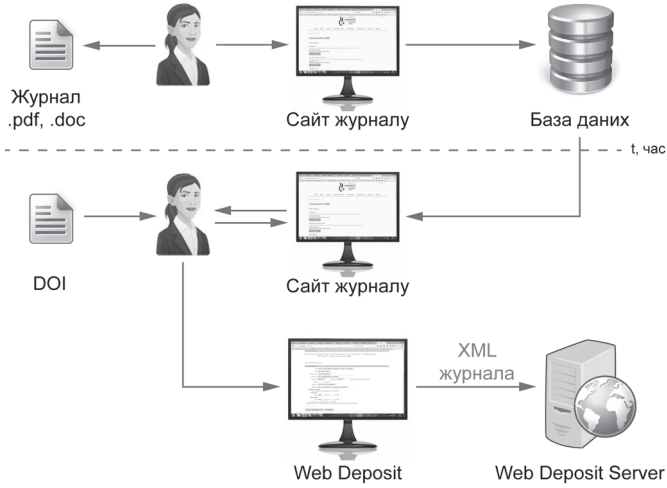 Журнал
.pdf, .doc
Сайт журналу
База даних
t, час
DOI
Сайт журналу
XML
журнала
Web Deposit
Web Deposit Server